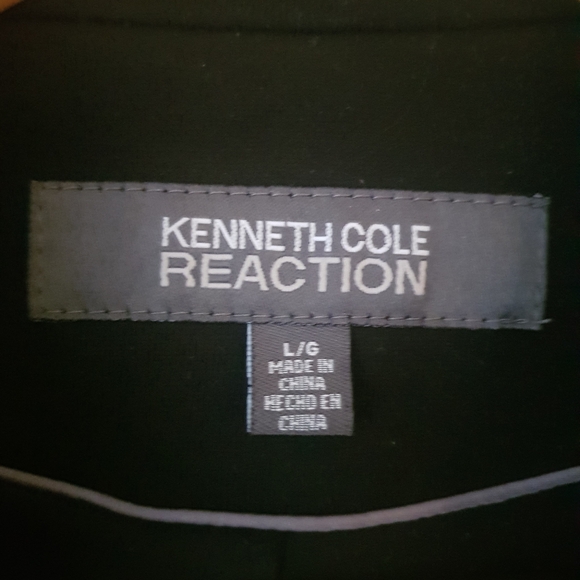 KENNETH COLE
REACTION
L/G
MADE IN
CHINA
HECHO EN
CHINA